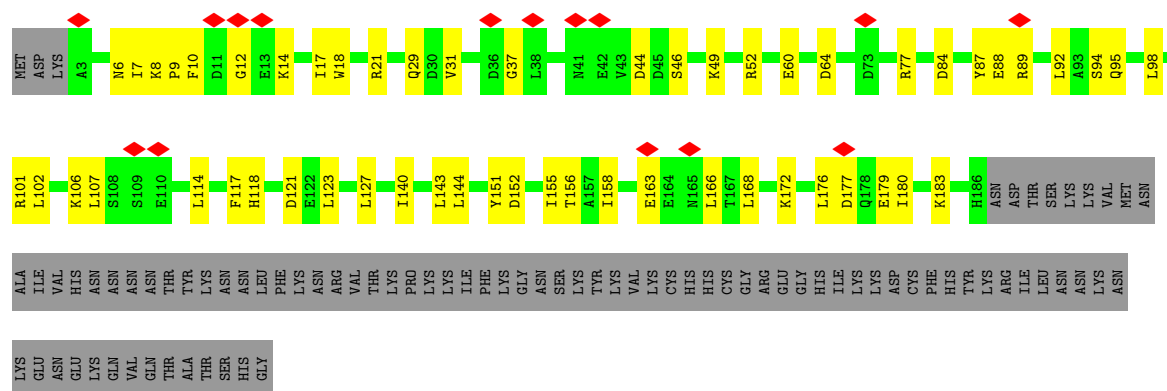 MET ASP LYS A3 N6 I7 K8 P9 F10 D11 G12 E13 K14 I17 W18 R21 Q29 D30 V31 D36 G37 L38 N41 E42 V43 D44 D45 S46 K49 R52 E60 D64 D73 R77 D84 Y87 E88 R89 L92 A93 S94 Q95 L98
R101 L102 K106 L107 S108 S109 E110 L114 F117 H118 D121 E122 L123 L127 I140 L143 L144 Y151 D152 I155 T156 A157 I158 E163 E164 N165 L166 T167 L168 K172 L176 D177 Q178 E179 I180 K183 H186 ASN ASP THR SER LYS LYS VAL MET ASN
ALA ILE VAL HIS ASN ASN ASN ASN THR TYR LYS ASN ASN LEU PHE LYS ASN ARG VAL THR LYS PRO LYS LYS ILE PHE LYS GLY ASN SER LYS TYR LYS VAL LYS CYS HIS HIS CYS GLY ARG GLU GLY HIS ILE LYS LYS ASP CYS PHE HIS TYR LYS ARG ILE LEU ASN ASN LYS ASN
LYS GLU ASN GLU LYS GLN VAL GLN THR ALA THR SER HIS GLY